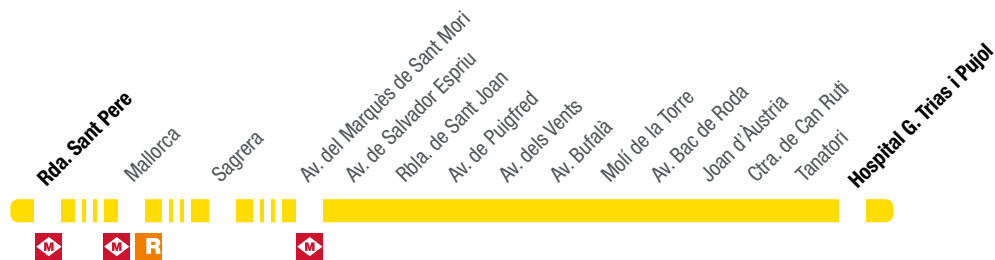 Rda. Sant Pere
Mallorca
Sagrera
Av. del Marquès de Sant Mori
Av. de Salvador Espriu
Rbla. de Sant Joan
Av. de Puigfred
Av. dels Vents
Av. Bufalà
Molí de la Torre
Av. Bac de Roda
Joan d'Àustria
Ctra. de Can Ruti
Tanatori
Hospital G. Trias i Pujol
M
M
R
M